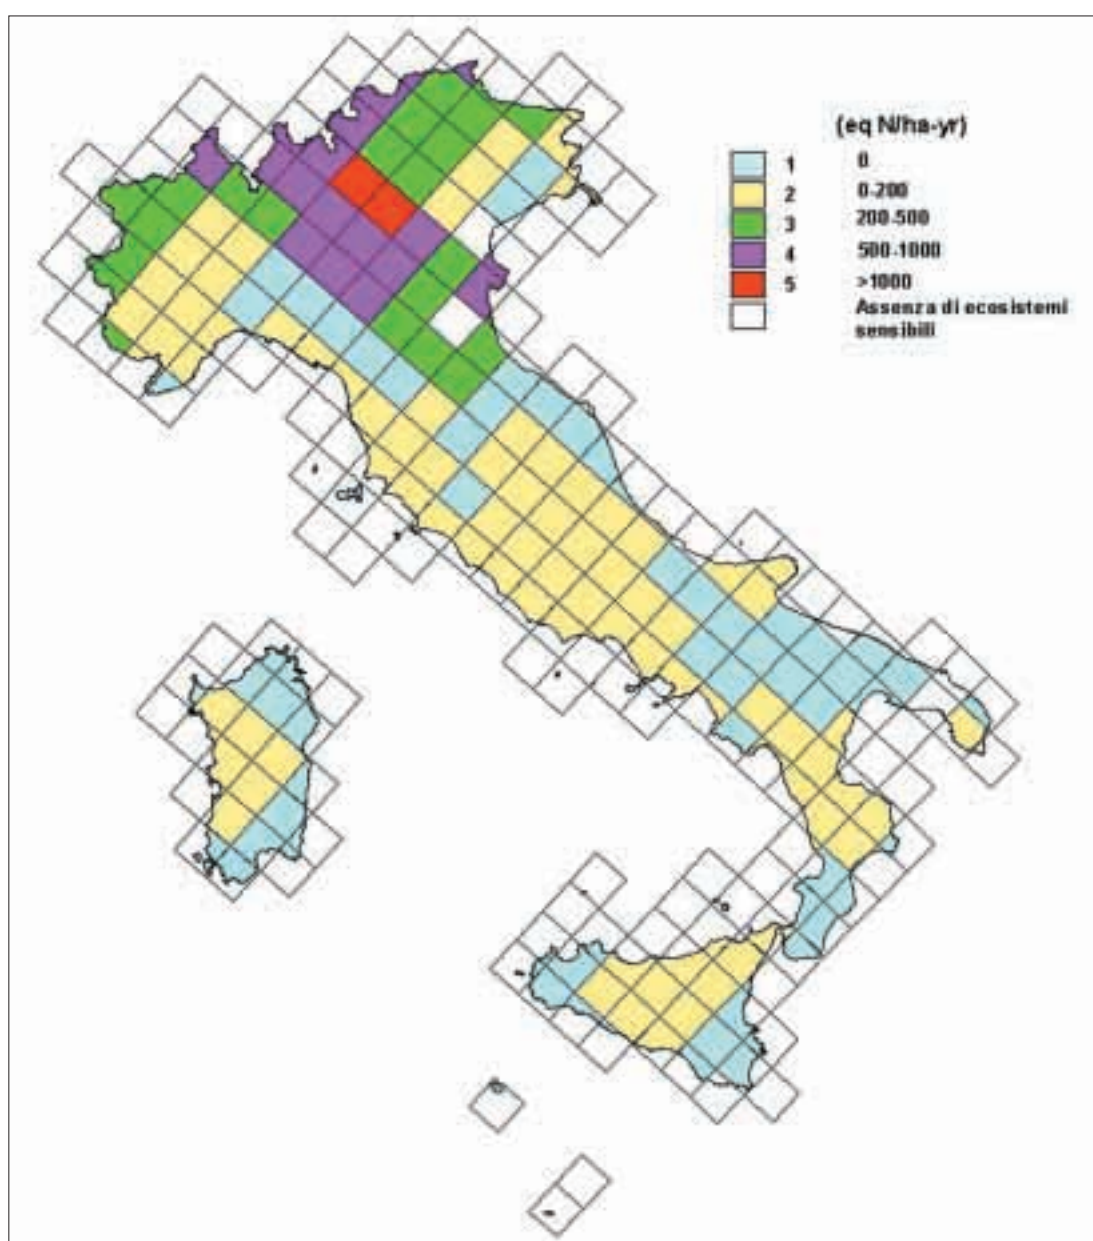 (eq N/ha-yr)
1 0
2 0-200
3 200-500
4 500-1000
5 >1000
Assenza di ecosistemi
sensibili